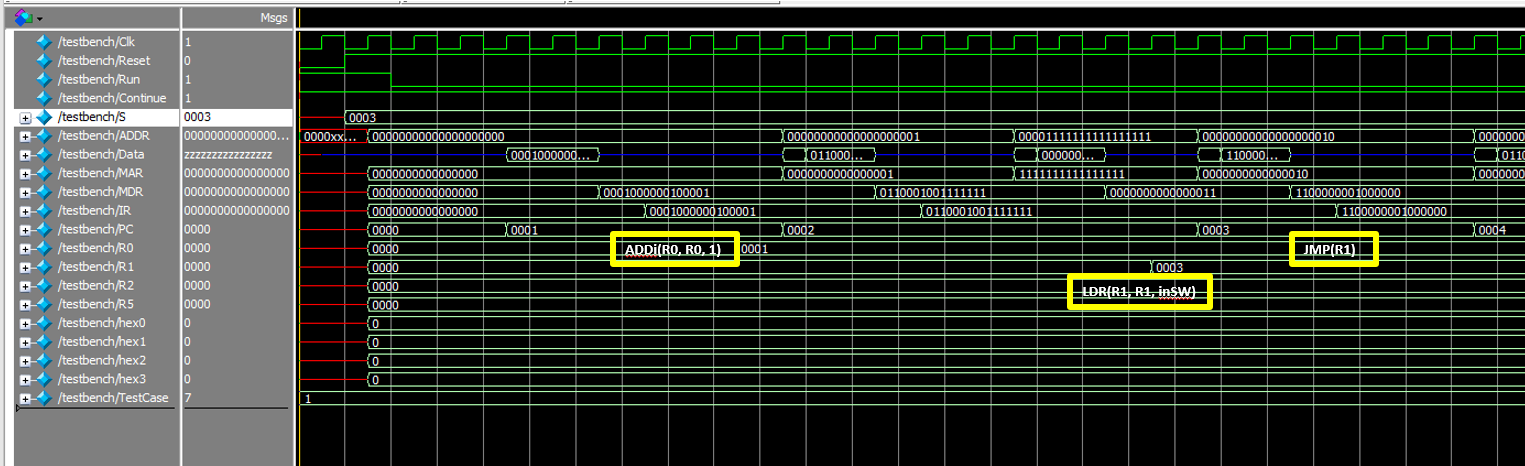 Msgs
/testbench/Clk 1
/testbench/Reset 0
/testbench/Run 1
/testbench/Continue 1
/testbench/S 0003 0003
/testbench/ADDR 00000000000000... 0000xx... 00000000000000000000 00000000000000000001 00001111111111111111 00000000000000000010 0000000
/testbench/Data zzzzzzzzzzzzzzzz 0001000000... 011000... 000000... 110000... 0110
/testbench/MAR 0000000000000000 0000000000000000 0000000000000001 1111111111111111 0000000000000010 0000000
/testbench/MDR 0000000000000000 0000000000000000 0001000000100001 0110001001111111 0000000000000011 1100000001000000
/testbench/IR 0000000000000000 0000000000000000 0001000000100001 0110001001111111 1100000001000000
/testbench/PC 0000 0000 0001 0002 0003 0004
/testbench/R0 0000 0000 ADDi(R0, R0, 1) 0001 JMP(R1)
/testbench/R1 0000 0000 0003
/testbench/R2 0000 0000 LDR(R1, R1, inSW)
/testbench/R5 0000 0000
/testbench/hex0 0 0
/testbench/hex1 0 0
/testbench/hex2 0 0
/testbench/hex3 0 0
/testbench/TestCase 7 1